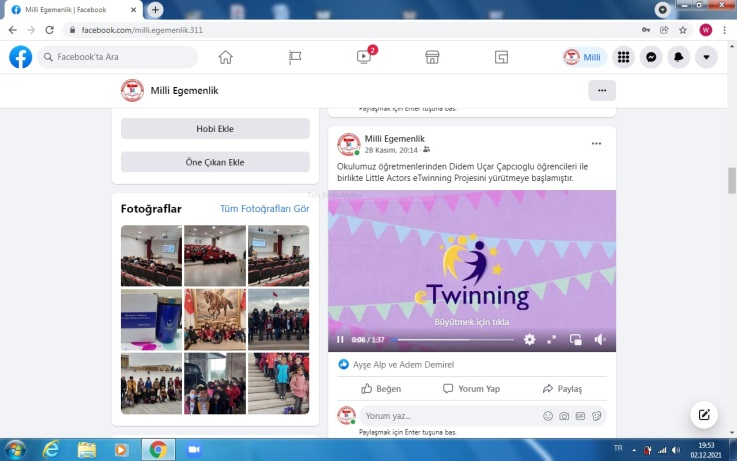 Milli Egemenlik | Facebook
facebook.com/milli.egemenlik.311
W
Facebook'ta Ara
2
Milli
Milli Egemenlik
Hobi Ekle
Öne Çıkan Ekle
Fotoğraflar
Tüm Fotoğrafları Gör
Paylaşmak için Enter tuşuna bas.
Milli Egemenlik
28 Kasım, 20:14
Okulumuz öğretmenlerinden Didem Uçar Çapcıoglu öğrencileri ile
birlikte Little Actors eTwinning Projesini yürütmeye başlamıştır.
eTwinning
Büyütmek için tıkla
0:06 / 1:37
Ayşe Alp ve Adem Demirel
Beğen
Yorum Yap
Paylaş
Yorum yaz...
GIF
Paylaşmak için Enter tuşuna bas.
TR
19:53
02.12.2021